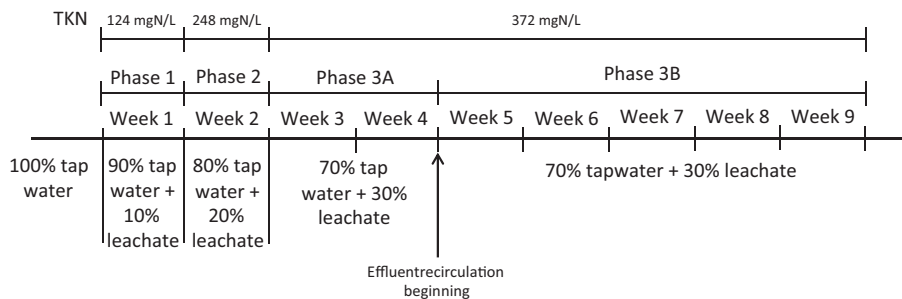 TKN 124 mgN/L 248 mgN/L 372 mgN/L
Phase 1 Phase 2 Phase 3A Phase 3B
Week 1 Week 2 Week 3 Week 4 Week 5 Week 6 Week 7 Week 8 Week 9
100% tap
water
90% tap
water +
10%
leachate
80% tap
water +
20%
leachate
70% tap
water + 30%
leachate
70% tapwater + 30% leachate
Effluentrecirculation
beginning